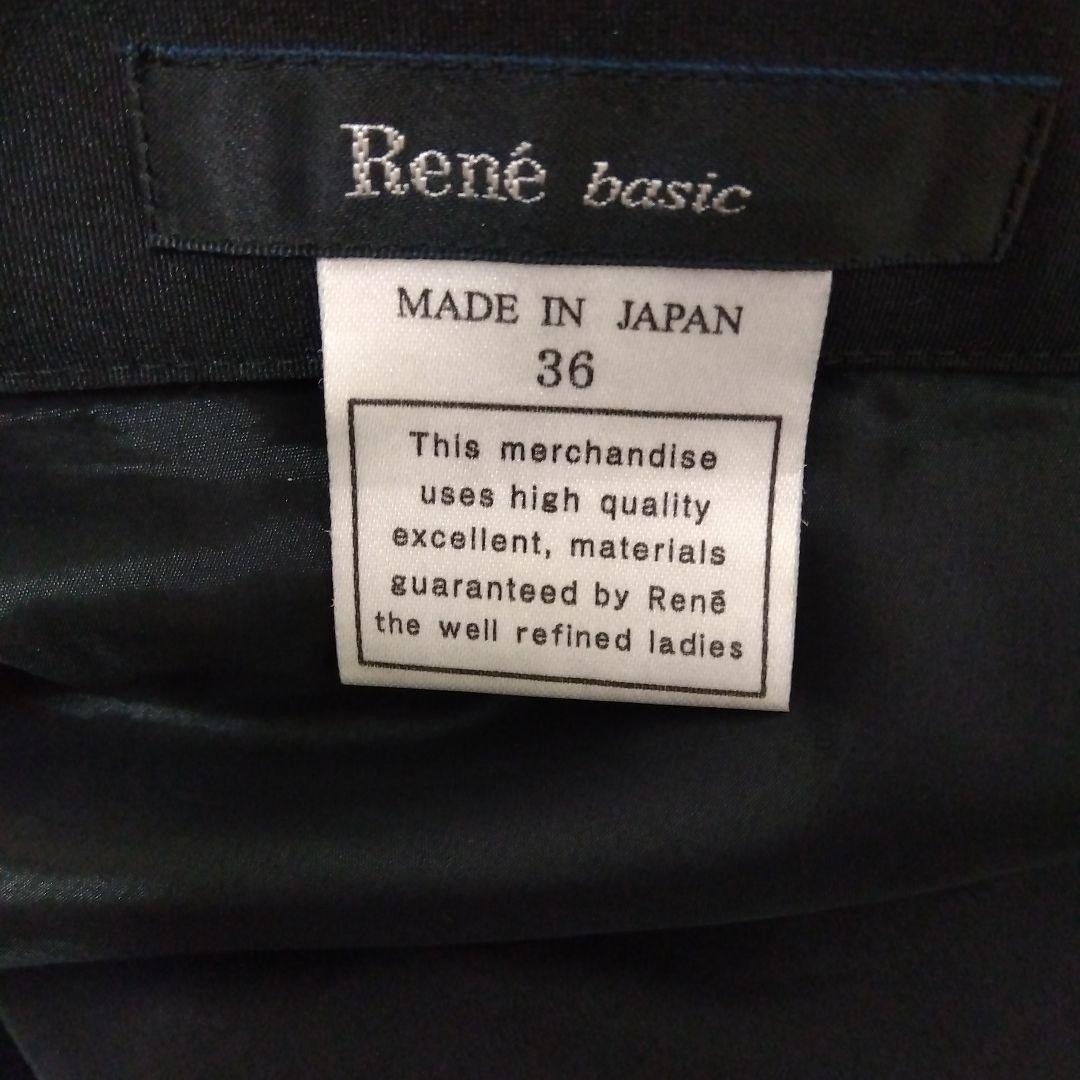 René basic
MADE IN JAPAN
36
This merchandise
uses high quality
excellent, materials
guaranteed by René
the well refined ladies